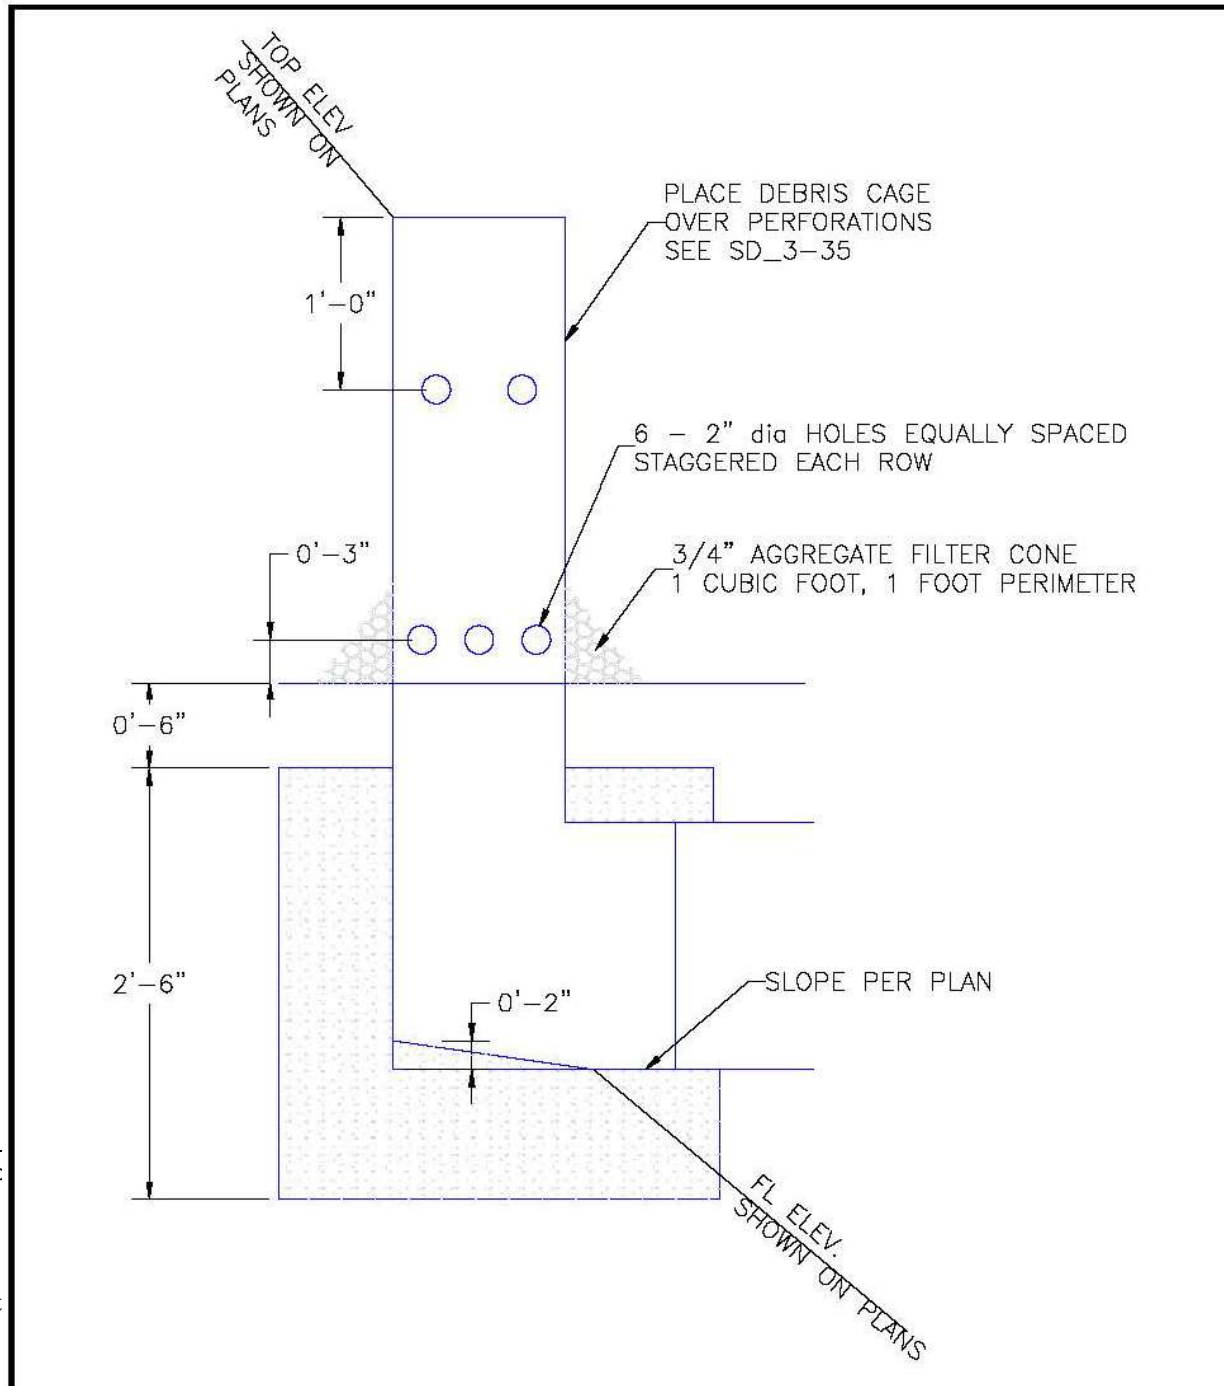 TOP ELEV
SHOWN ON
PLANS
PLACE DEBRIS CAGE
OVER PERFORATIONS
SEE SD_3-35
1'-0"
6 - 2" dia HOLES EQUALLY SPACED
STAGGERED EACH ROW
0'-3"
3/4" AGGREGATE FILTER CONE
1 CUBIC FOOT, 1 FOOT PERIMETER
0'-6"
2'-6"
0'-2"
SLOPE PER PLAN
FL ELEV.
SHOWN ON PLANS